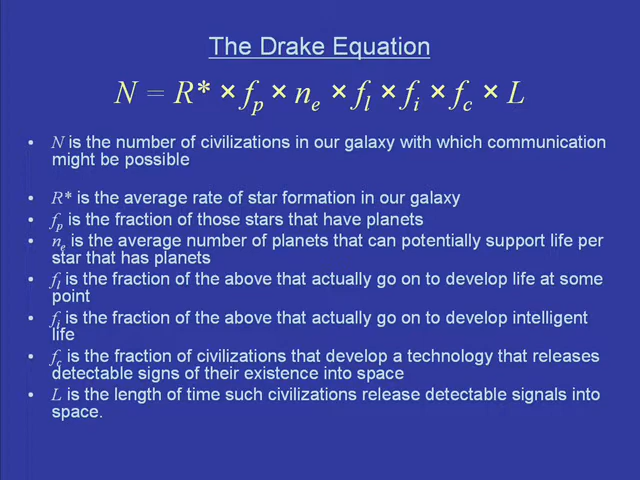 The Drake Equation
N = R* × fp × ne × fl × fi × fc × L
• N is the number of civilizations in our galaxy with which communication
might be possible
• R* is the average rate of star formation in our galaxy
• fp is the fraction of those stars that have planets
• ne is the average number of planets that can potentially support life per
star that has planets
• fl is the fraction of the above that actually go on to develop life at some
point
• fi is the fraction of the above that actually go on to develop intelligent
life
• fc is the fraction of civilizations that develop a technology that releases
detectable signs of their existence into space
• L is the length of time such civilizations release detectable signals into
space.